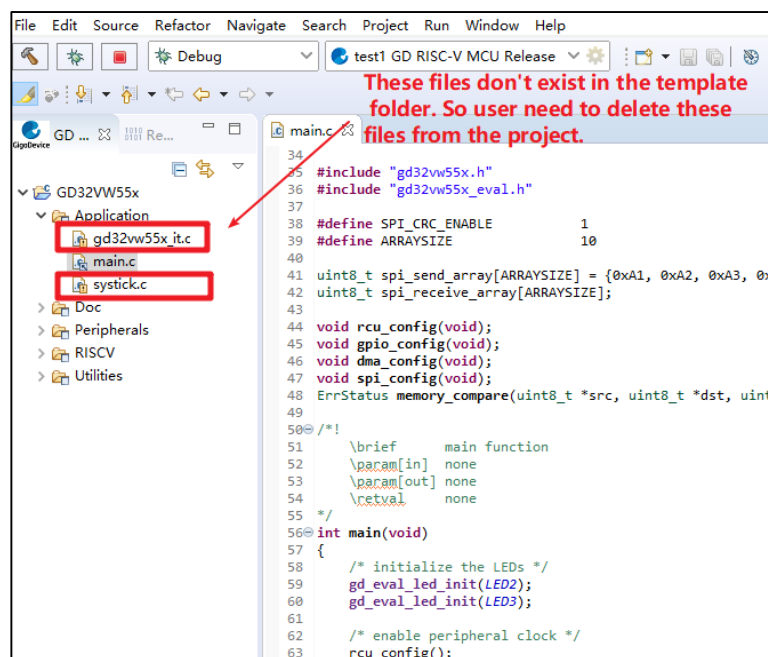 File Edit Source Refactor Navigate Search Project Run Window Help
Debug
test1 GD RISC-V MCU Release
These files don't exist in the template
folder. So user need to delete these
files from the project.
GigaDevice
GD ...
Re...
main.c
GD32VW55x
Application
gd32vw55x_it.c
main.c
systick.c
Doc
Peripherals
RISCV
Utilities
34
35 #include "gd32vw55x.h"
36 #include "gd32vw55x_eval.h"
37
38 #define SPI_CRC_ENABLE 1
39 #define ARRAYSIZE 10
40
41 uint8_t spi_send_array[ARRAYSIZE] = {0xA1, 0xA2, 0xA3, 0x
42 uint8_t spi_receive_array[ARRAYSIZE];
43
44 void rcu_config(void);
45 void gpio_config(void);
46 void dma_config(void);
47 void spi_config(void);
48 ErrStatus memory_compare(uint8_t *src, uint8_t *dst, uint
49
50 /*!
51 \brief main function
52 \param[in] none
53 \param[out] none
54 \retval none
55 */
56 int main(void)
57 {
58 /* initialize the LEDs */
59 gd_eval_led_init(LED2);
60 gd_eval_led_init(LED3);
61
62 /* enable peripheral clock */
63 rcu_config();